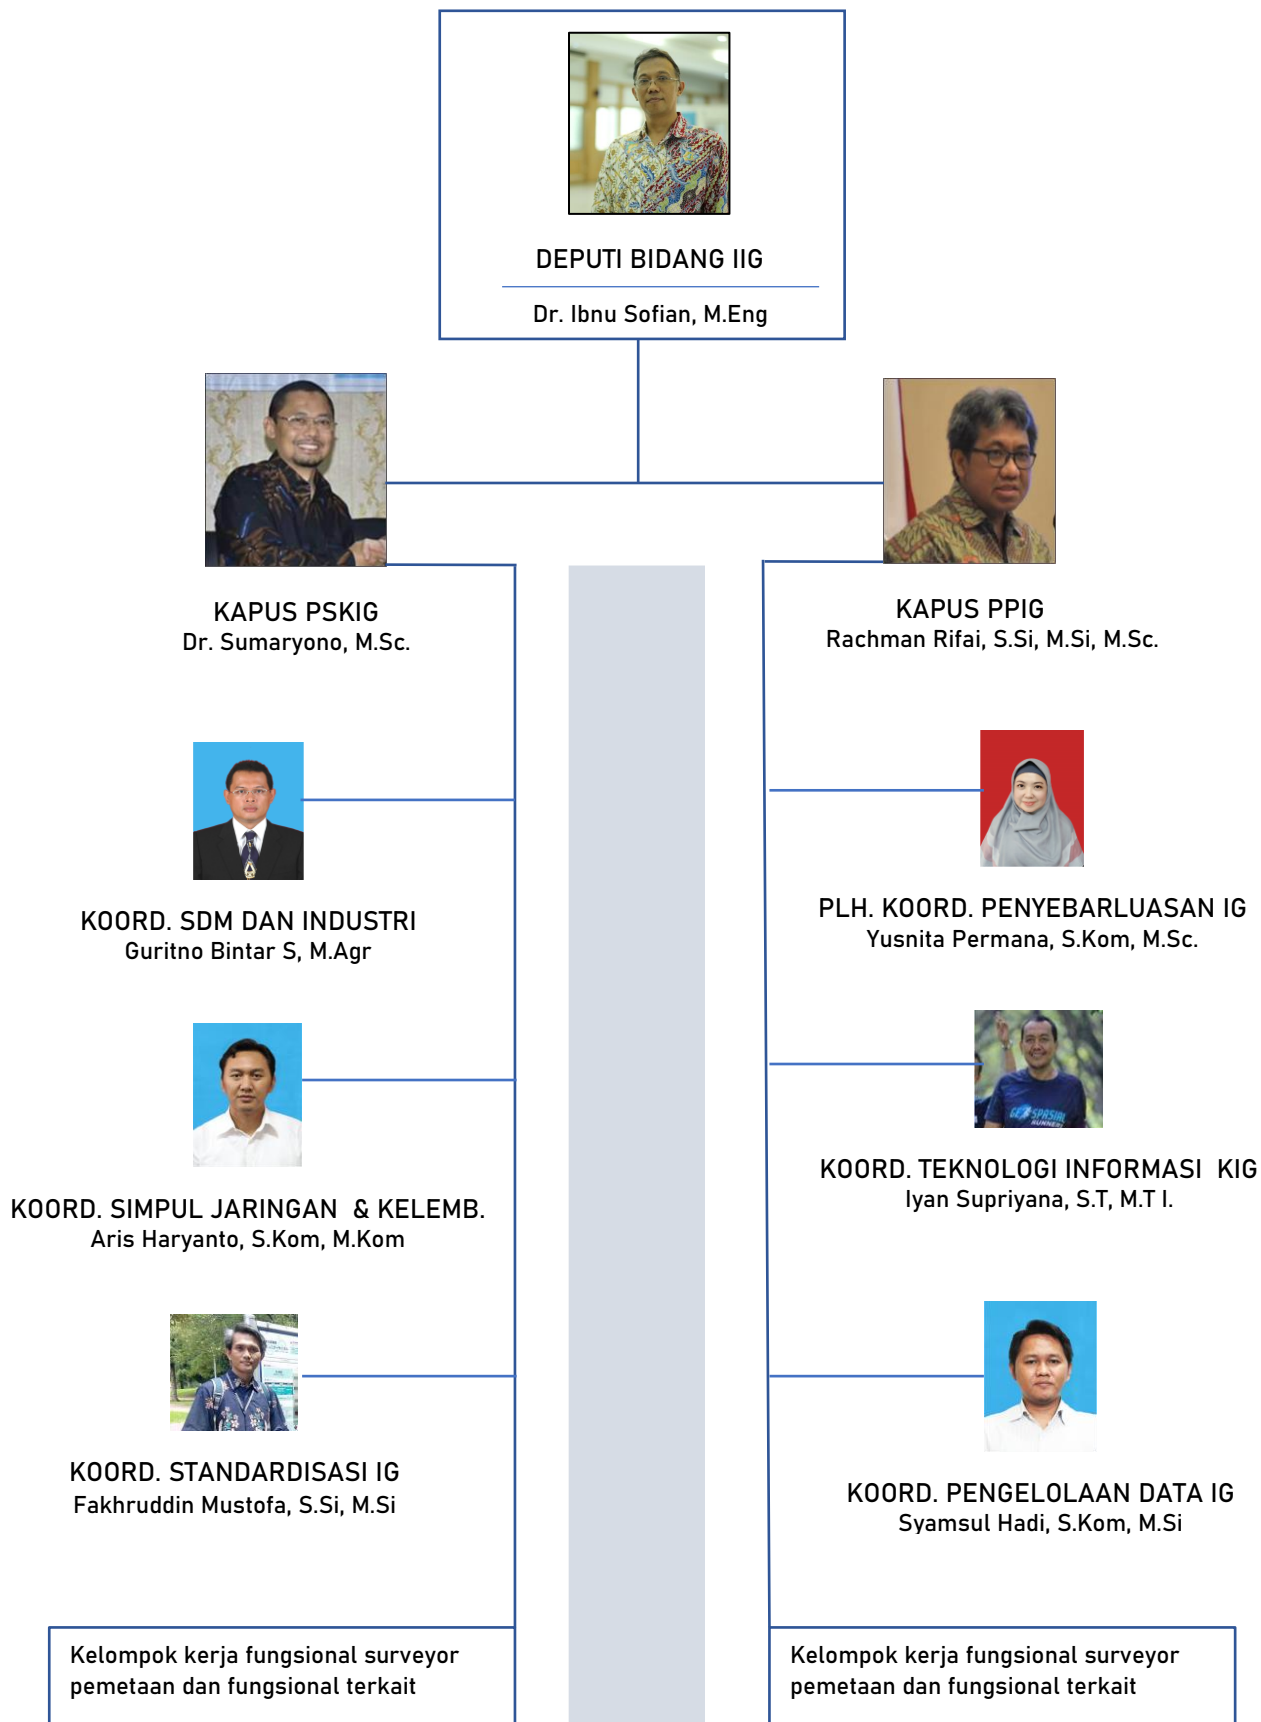 DEPUTI BIDANG IIG
Dr. Ibnu Sofian, M.Eng
KAPUS PSKIG
Dr. Sumaryono, M.Sc.
KAPUS PPIG
Rachman Rifai, S.Si, M.Si, M.Sc.
KOORD. SDM DAN INDUSTRI
Guritno Bintar S, M.Agr
PLH. KOORD. PENYEBARLUASAN IG
Yusnita Permana, S.Kom, M.Sc.
GEOSPASIAL
RUNNERS
KOORD. SIMPUL JARINGAN & KELEMB.
Aris Haryanto, S.Kom, M.Kom
KOORD. TEKNOLOGI INFORMASI KIG
Iyan Supriyana, S.T, M.T I.
KOORD. STANDARDISASI IG
Fakhruddin Mustofa, S.Si, M.Si
KOORD. PENGELOLAAN DATA IG
Syamsul Hadi, S.Kom, M.Si
Kelompok kerja fungsional surveyor
pemetaan dan fungsional terkait
Kelompok kerja fungsional surveyor
pemetaan dan fungsional terkait